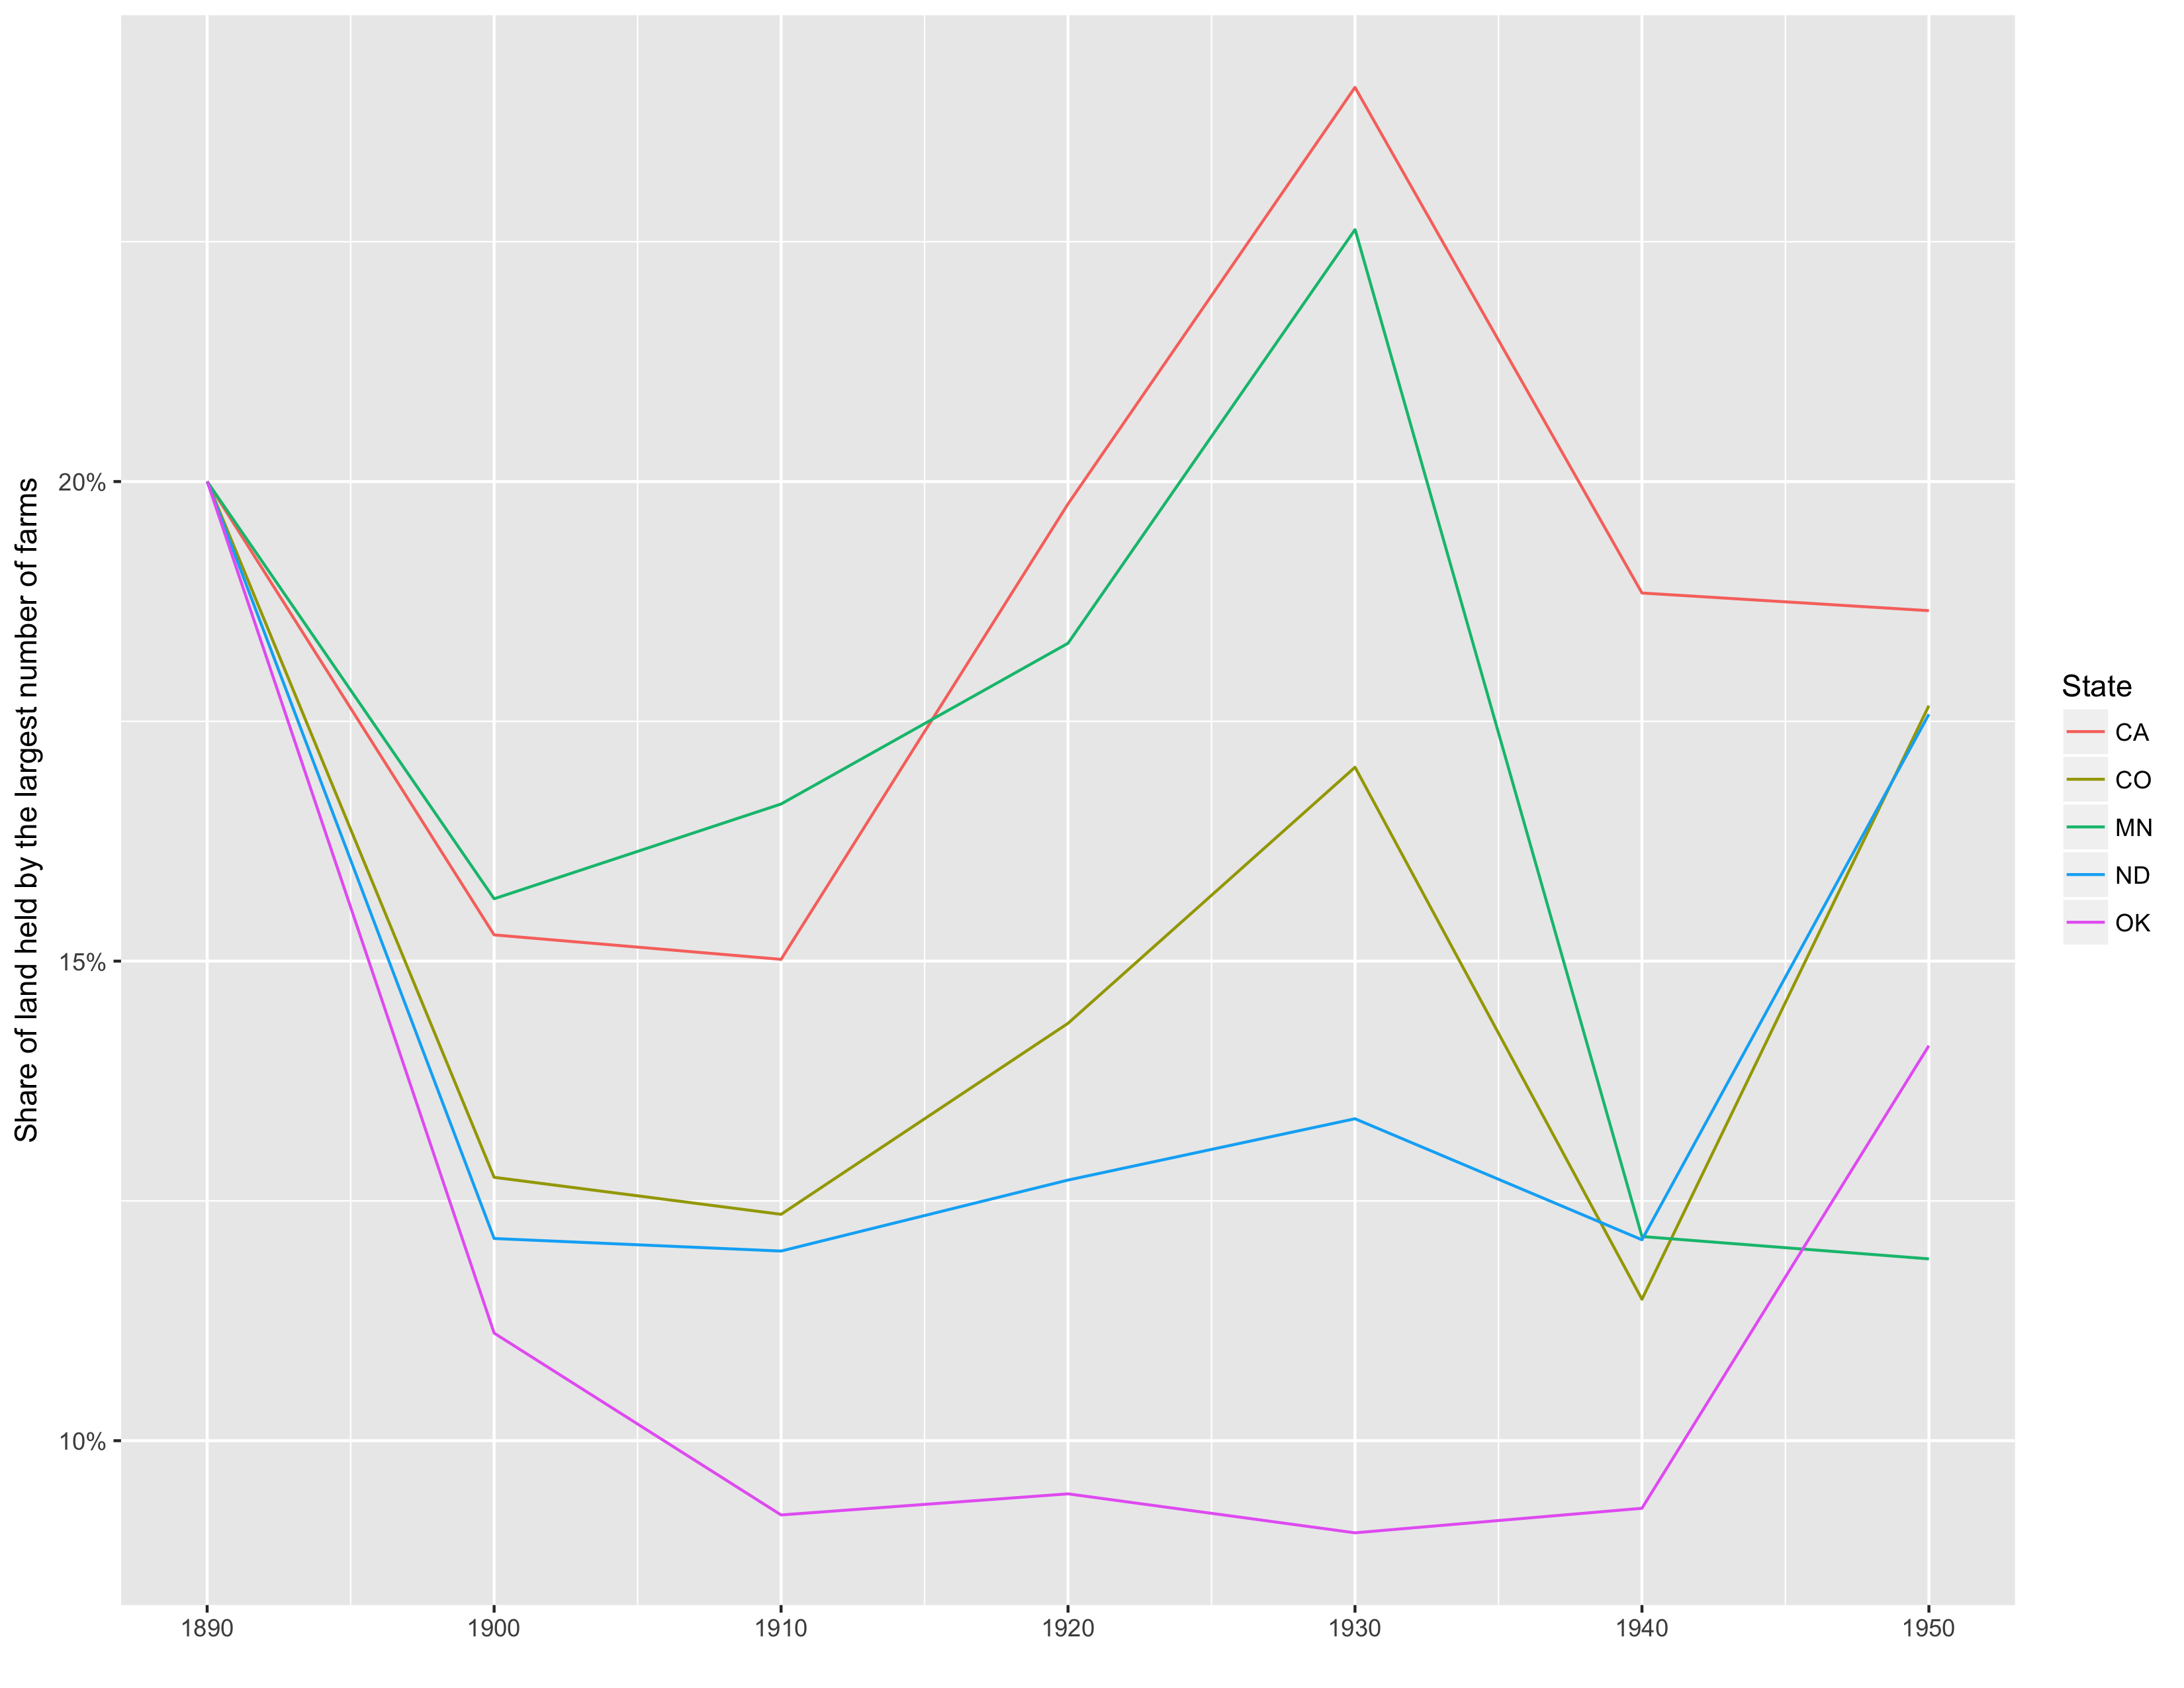 Share of land held by the largest number of farms
20%
15%
10%
1890 1900 1910 1920 1930 1940 1950
State
CA
CO
MN
ND
OK